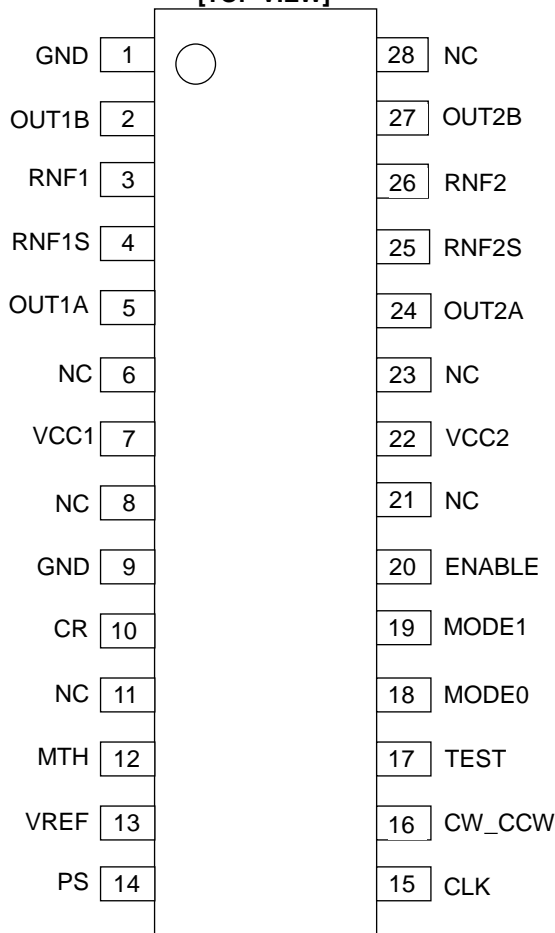 GND 1 28 NC
OUT1B 2 27 OUT2B
RNF1 3 26 RNF2
RNF1S 4 25 RNF2S
OUT1A 5 24 OUT2A
NC 6 23 NC
VCC1 7 22 VCC2
NC 8 21 NC
GND 9 20 ENABLE
CR 10 19 MODE1
NC 11 18 MODE0
MTH 12 17 TEST
VREF 13 16 CW_CCW
PS 14 15 CLK